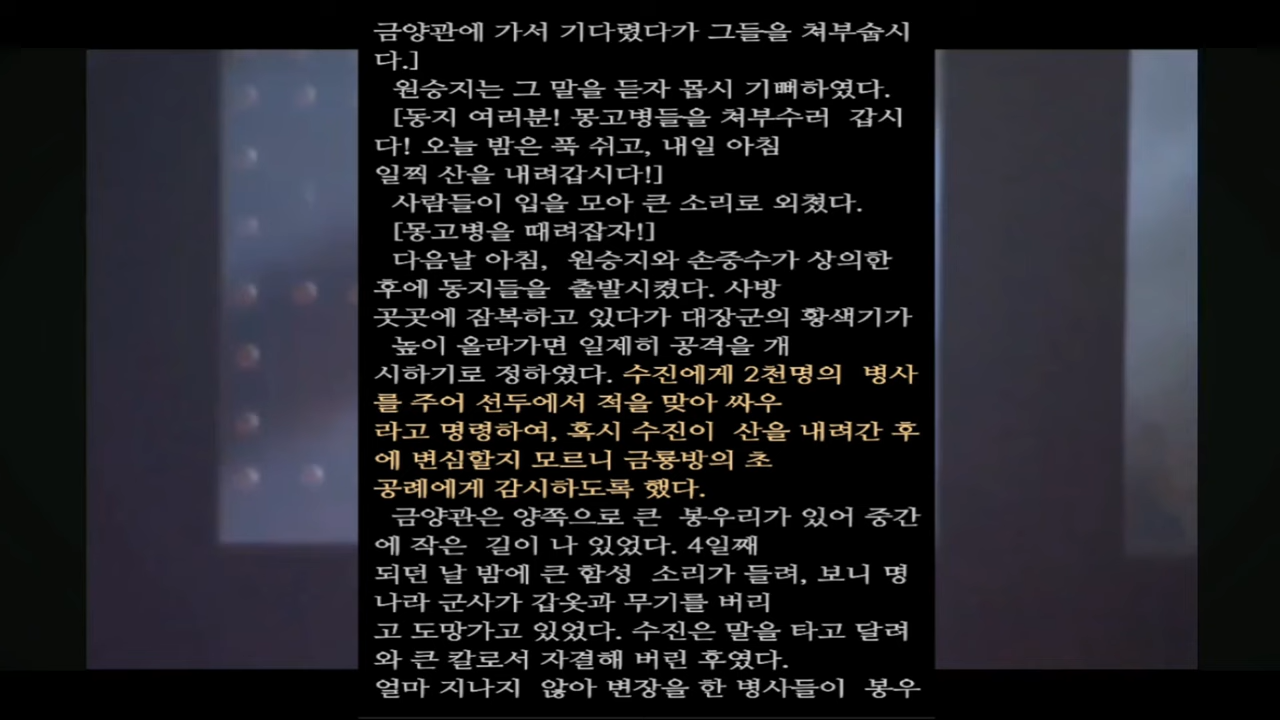 금양관에 가서 기다렸다가 그들을 쳐부숩시
다.]
원승지는 그 말을 듣자 몹시 기뻐하였다.
[동지 여러분! 몽고병들을 쳐부수러 갑시
다! 오늘 밤은 푹 쉬고, 내일 아침
일찍 산을 내려갑시다!]
사람들이 입을 모아 큰 소리로 외쳤다.
[몽고병을 때려잡자!]
다음날 아침, 원승지와 손중수가 상의한
후에 동지들을 출발시켰다. 사방
곳곳에 잠복하고 있다가 대장군의 황색기가
높이 올라가면 일제히 공격을 개
시하기로 정하였다. 수진에게 2천명의 병사
를 주어 선두에서 적을 맞아 싸우
라고 명령하여, 혹시 수진이 산을 내려간 후
에 변심할지 모르니 금룡방의 초
공례에게 감시하도록 했다.
금양관은 양쪽으로 큰 봉우리가 있어 중간
에 작은 길이 나 있었다. 4일째
되던 날 밤에 큰 함성 소리가 들려, 보니 명
나라 군사가 갑옷과 무기를 버리
고 도망가고 있었다. 수진은 말을 타고 달려
와 큰 칼로서 자결해 버린 후였다.
얼마 지나지 않아 변장을 한 병사들이 봉우